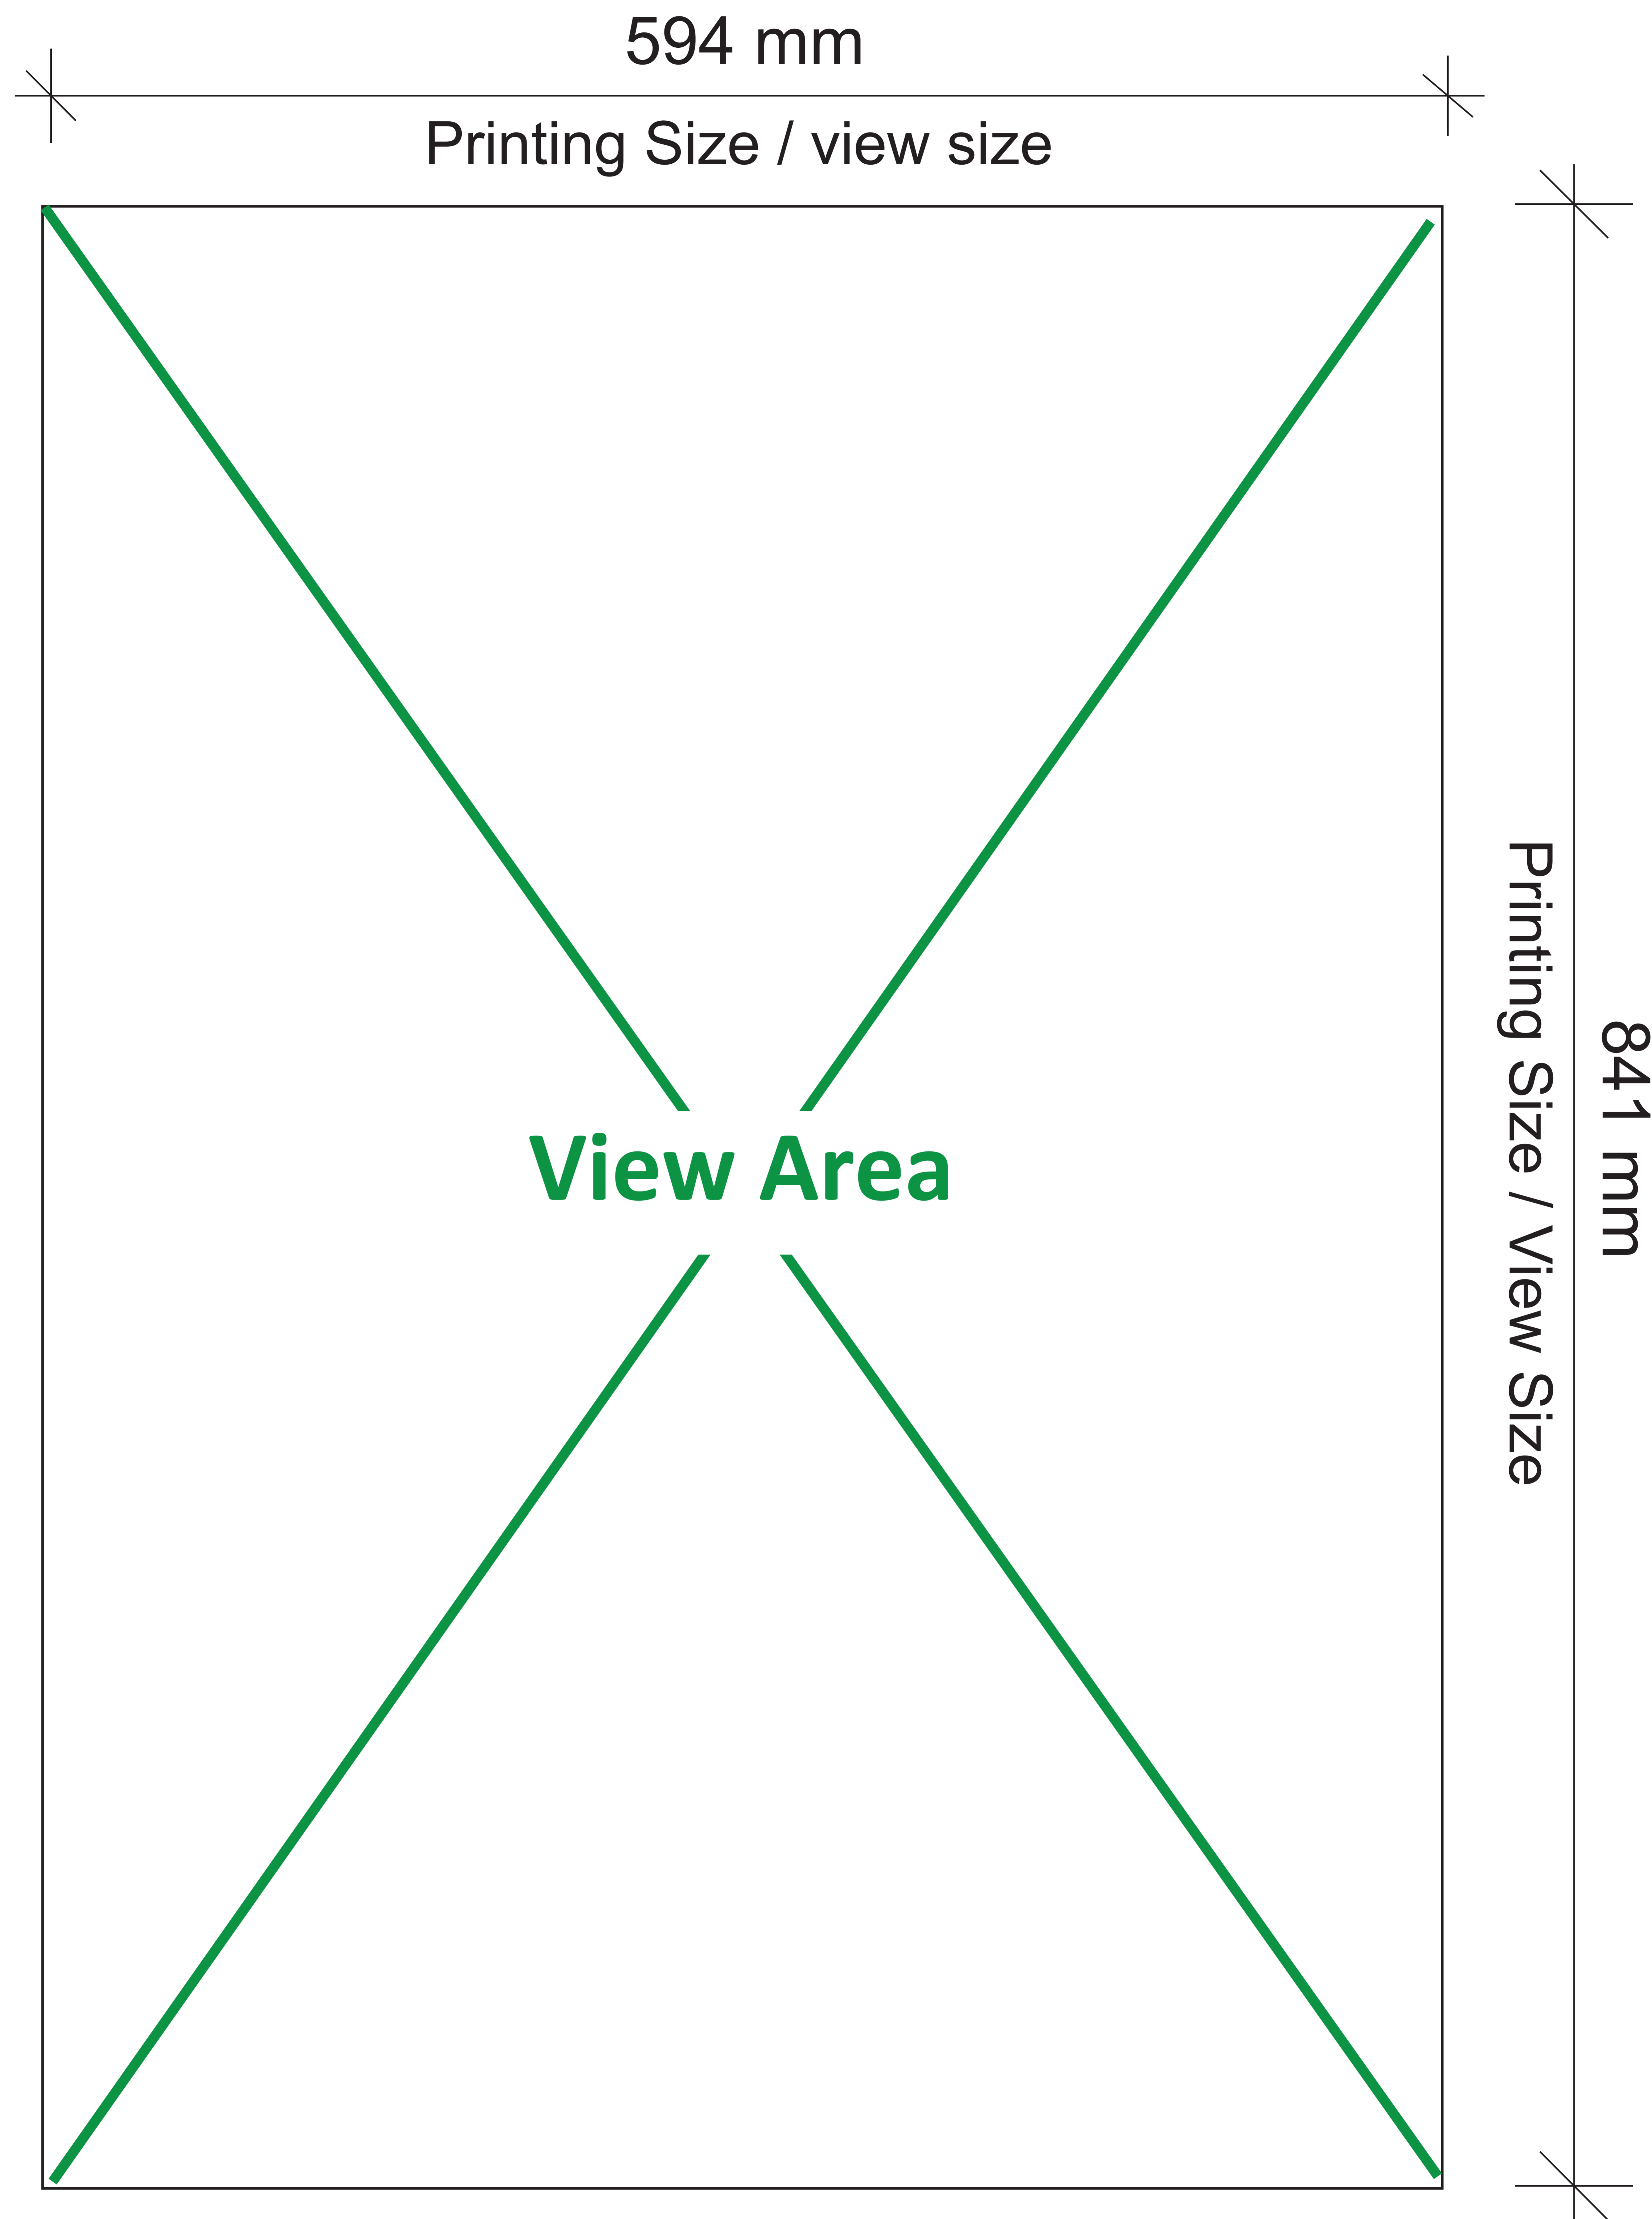 594 mm
Printing Size / view size
View Area
Printing Size / View Size
841 mm